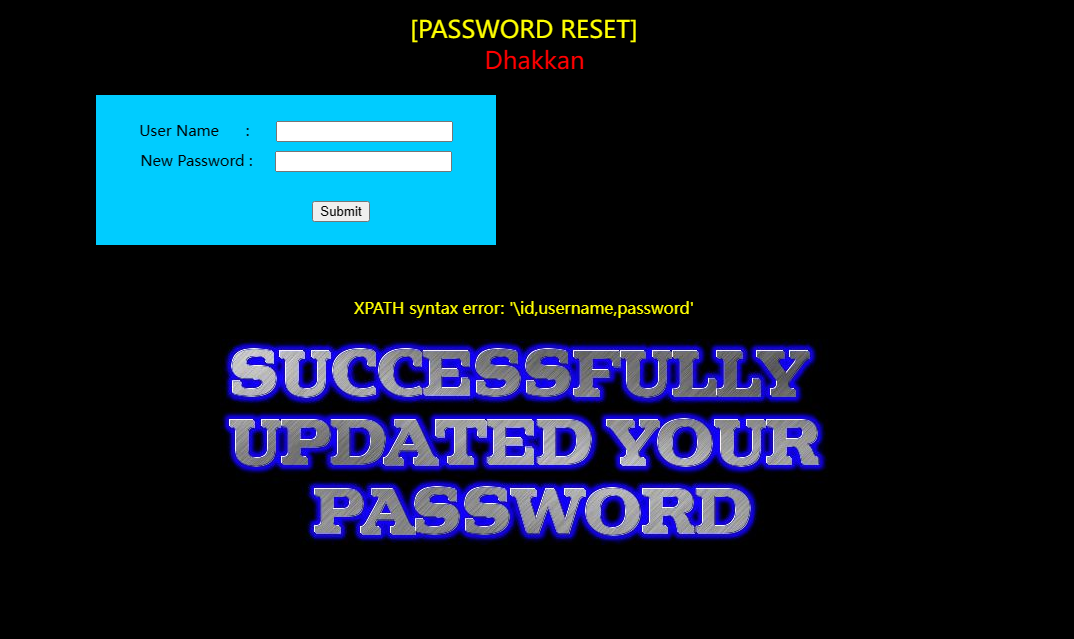 [PASSWORD RESET]
Dhakkan
User Name :
New Password :
Submit
XPATH syntax error: '\id,username,password'
SUCCESSFULLY
UPDATED YOUR
PASSWORD